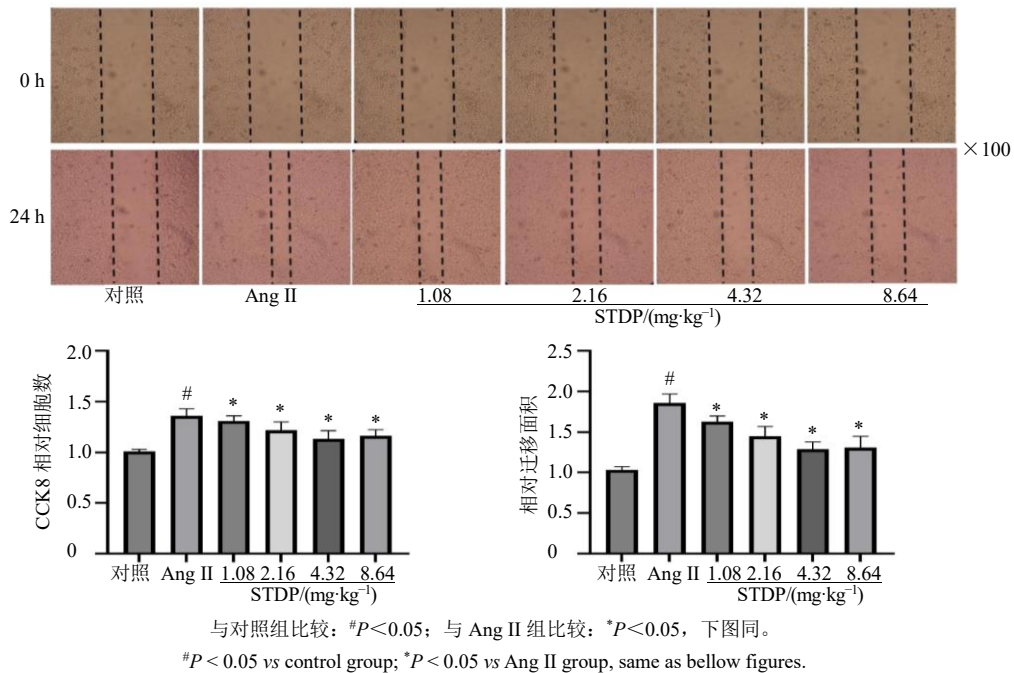 0 h
×100
24 h
对照 Ang II 1.08 2.16 4.32 8.64
STDP/(mg·kg⁻¹)
CCK8 相对细胞数
2.0
1.5
1.0
0.5
0
# * * * *
对照 Ang II 1.08 2.16 4.32 8.64
STDP/(mg·kg⁻¹)
相对迁移面积
2.5
2.0
1.5
1.0
0.5
0
# * * * *
对照 Ang II 1.08 2.16 4.32 8.64
STDP/(mg·kg⁻¹)
与对照组比较：#P＜0.05；与 Ang II 组比较：*P＜0.05，下图同。
#P < 0.05 vs control group; *P < 0.05 vs Ang II group, same as bellow figures.